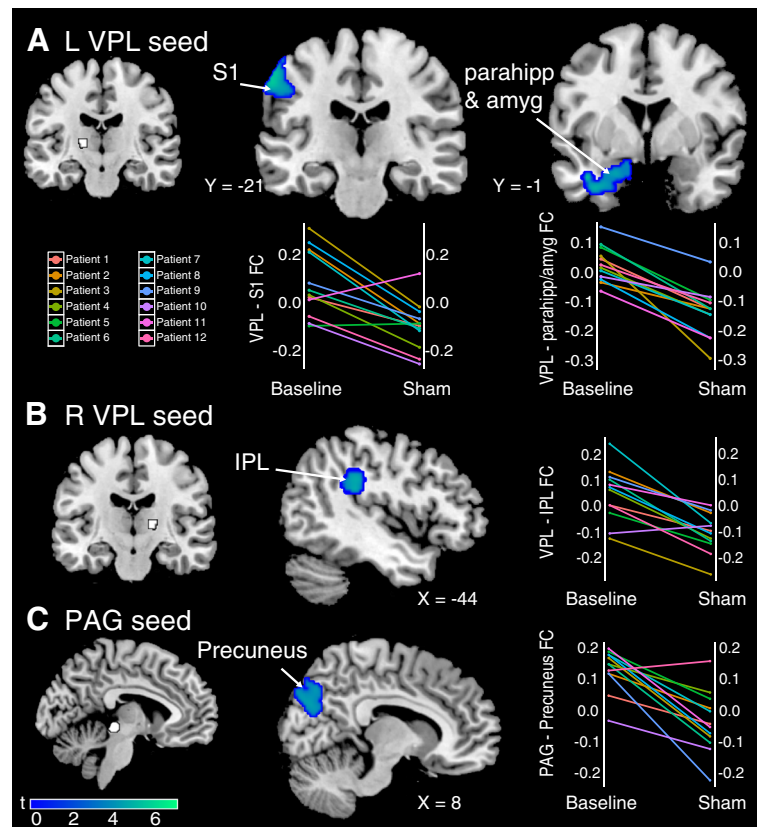 A L VPL seed
S1
parahipp
& amyg
Y = -21
Y = -1
Patient 1
Patient 2
Patient 3
Patient 4
Patient 5
Patient 6
Patient 7
Patient 8
Patient 9
Patient 10
Patient 11
Patient 12
VPL - S1 FC
0.2
0.0
-0.2
0.2
0.0
-0.2
Baseline
Sham
VPL - parahipp/amyg FC
0.1
0.0
-0.1
-0.2
-0.3
0.1
0.0
-0.1
-0.2
-0.3
Baseline
Sham
B R VPL seed
IPL
X = -44
VPL - IPL FC
0.2
0.1
0.0
-0.1
-0.2
0.2
0.1
0.0
-0.1
-0.2
Baseline
Sham
C PAG seed
Precuneus
X = 8
PAG - Precuneus FC
0.2
0.1
0.0
-0.1
-0.2
0.2
0.1
0.0
-0.1
-0.2
Baseline
Sham
t
0 2 4 6